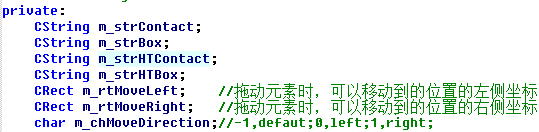 private:
CString m_strContact;
CString m_strBox;
CString m_strHTContact;
CString m_strHTBox;
CRect m_rtMoveLeft; //拖动元素时，可以移动到的位置的左侧坐标
CRect m_rtMoveRight; //拖动元素时，可以移动到的位置的右侧坐标
char m_chMoveDirection;//-1,defaut;0,left;1,right;